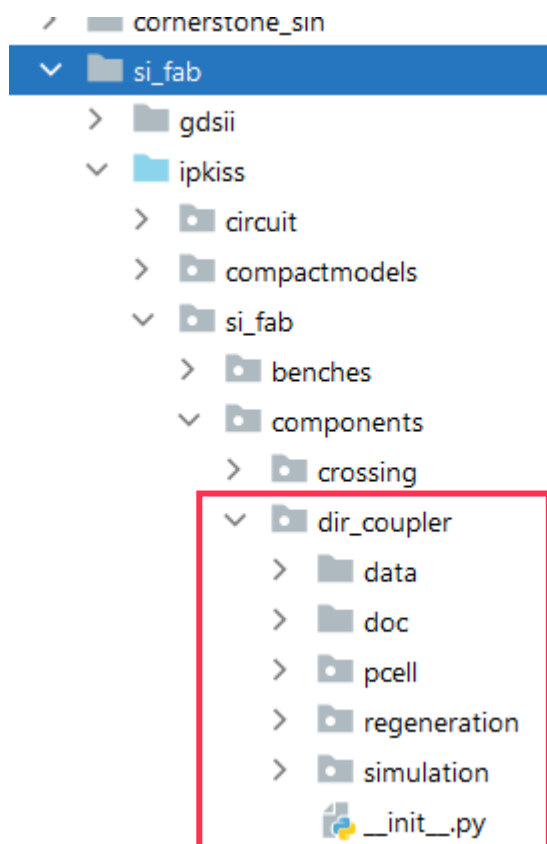 cornerstone_sin
si_fab
gdsii
ipkiss
circuit
compactmodels
si_fab
benches
components
crossing
dir_coupler
data
doc
pcell
regeneration
simulation
__init__.py